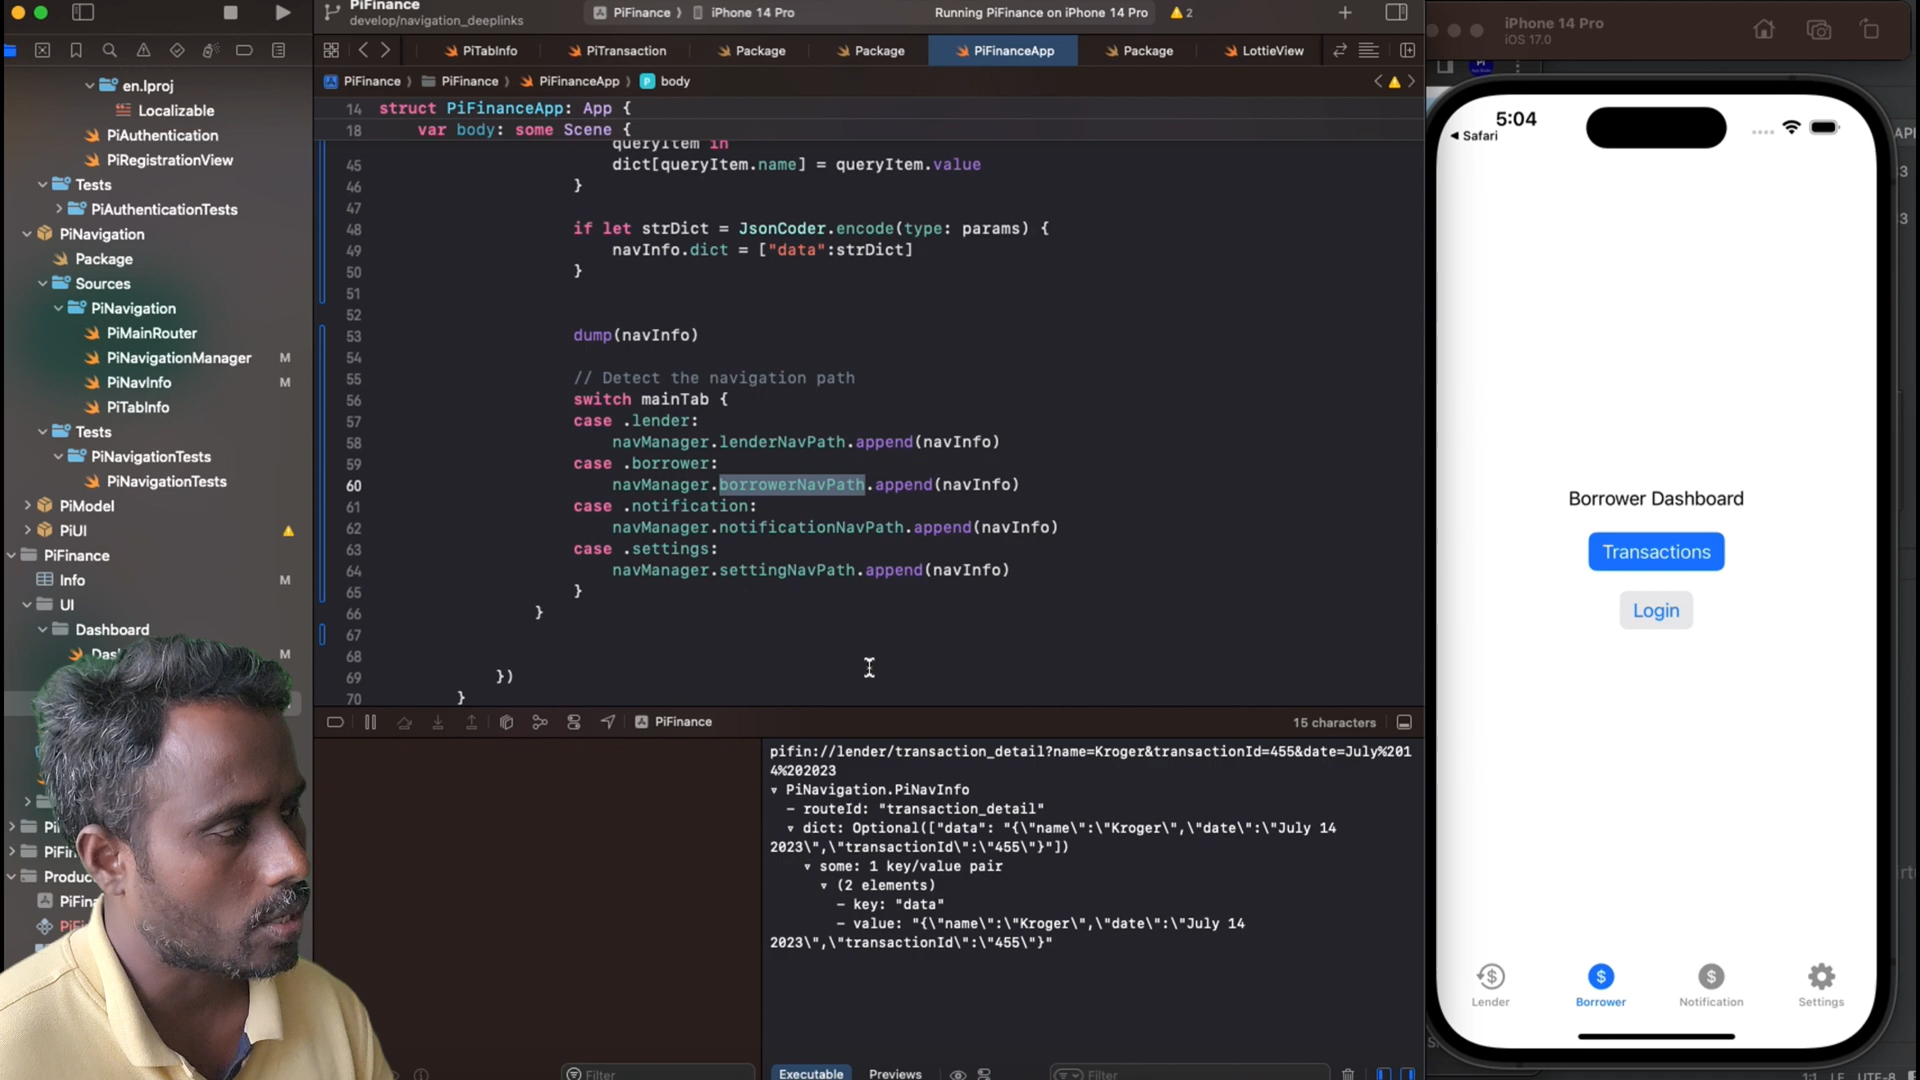 PiFinance
develop/navigation_deeplinks
PiFinance
iPhone 14 Pro
Running PiFinance on iPhone 14 Pro
2
PiTabInfo
PiTransaction
Package
Package
PiFinanceApp
Package
LottieView
PiFinance
PiFinance
PiFinanceApp
P
body
en.lproj
Localizable
PiAuthentication
PiRegistrationView
Tests
PiAuthenticationTests
PiNavigation
Package
Sources
PiNavigation
PiMainRouter
PiNavigationManager M
PiNavInfo M
PiTabInfo
Tests
PiNavigationTests
PiNavigationTests
PiModel
PiUI
PiFinance
Info M
UI
Dashboard
M
14 struct PiFinanceApp: App {
18 var body: some Scene {
queryItem in
45 dict[queryItem.name] = queryItem.value
46 }
47
48 if let strDict = JsonCoder.encode(type: params) {
49 navInfo.dict = ["data":strDict]
50 }
51
52
53 dump(navInfo)
54
55 // Detect the navigation path
56 switch mainTab {
57 case .lender:
58 navManager.lenderNavPath.append(navInfo)
59 case .borrower:
60 navManager.borrowerNavPath.append(navInfo)
61 case .notification:
62 navManager.notificationNavPath.append(navInfo)
63 case .settings:
64 navManager.settingNavPath.append(navInfo)
65 }
66 }
67
68
69 })
70 }
PiFinance
15 characters
pifin://lender/transaction_detail?name=Kroger&transactionId=455&date=July%201
4%202023
▿ PiNavigation.PiNavInfo
- routeId: "transaction_detail"
▿ dict: Optional(["data": "{\"name\":\"Kroger\",\"date\":\"July 14
2023\",\"transactionId\":\"455\"}"])
▿ some: 1 key/value pair
▿ (2 elements)
- key: "data"
- value: "{\"name\":\"Kroger\",\"date\":\"July 14
2023\",\"transactionId\":\"455\"}"
Filter
Executable
Previews
Filter
iPhone 14 Pro
iOS 17.0
5:04
Safari
Borrower Dashboard
Transactions
Login
Lender
Borrower
Notification
Settings